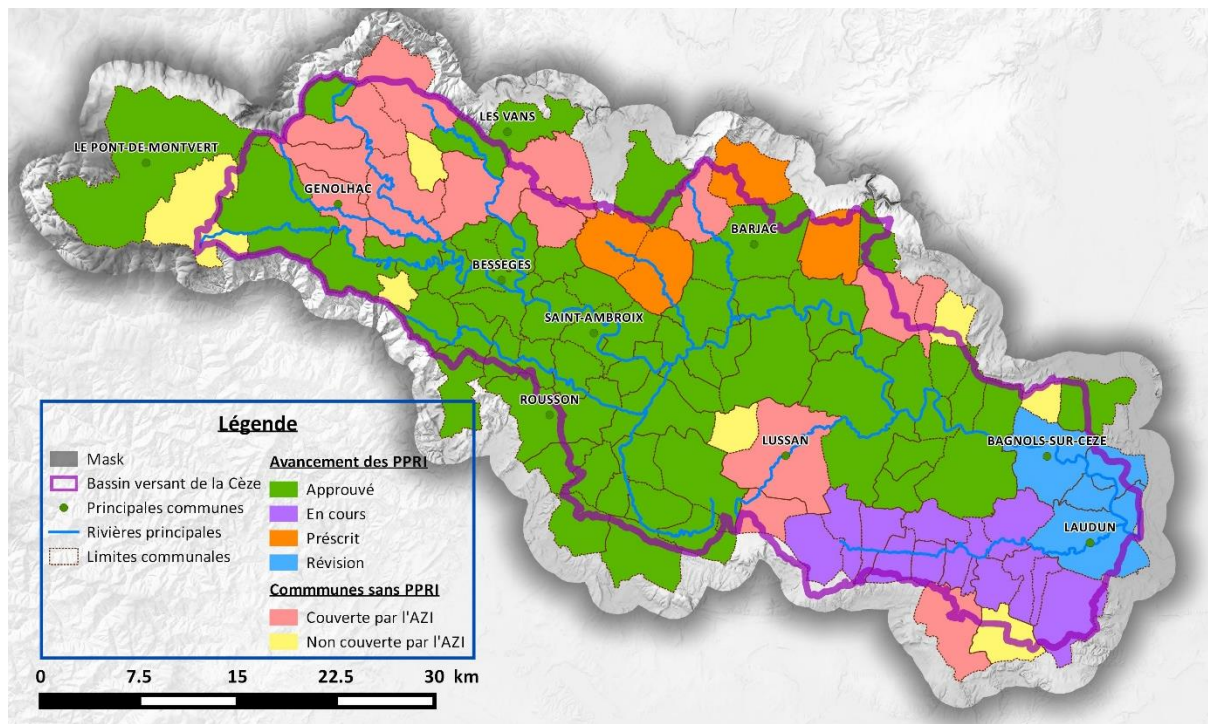 LES VANS
LE PONT-DE-MONTVERT
GENOLHAC
BARJAC
BESSEGES
SAINT-AMBROIX
ROUSSON
LUSSAN
BAGNOLS-SUR-CEZE
LAUDUN
Légende
Mask
Bassin versant de la Cèze
Principales communes
Rivières principales
Limites communales
Avancement des PPRI
Approuvé
En cours
Préscrit
Révision
Commmunes sans PPRI
Couverte par l'AZI
Non couverte par l'AZI
0 7.5 15 22.5 30 km